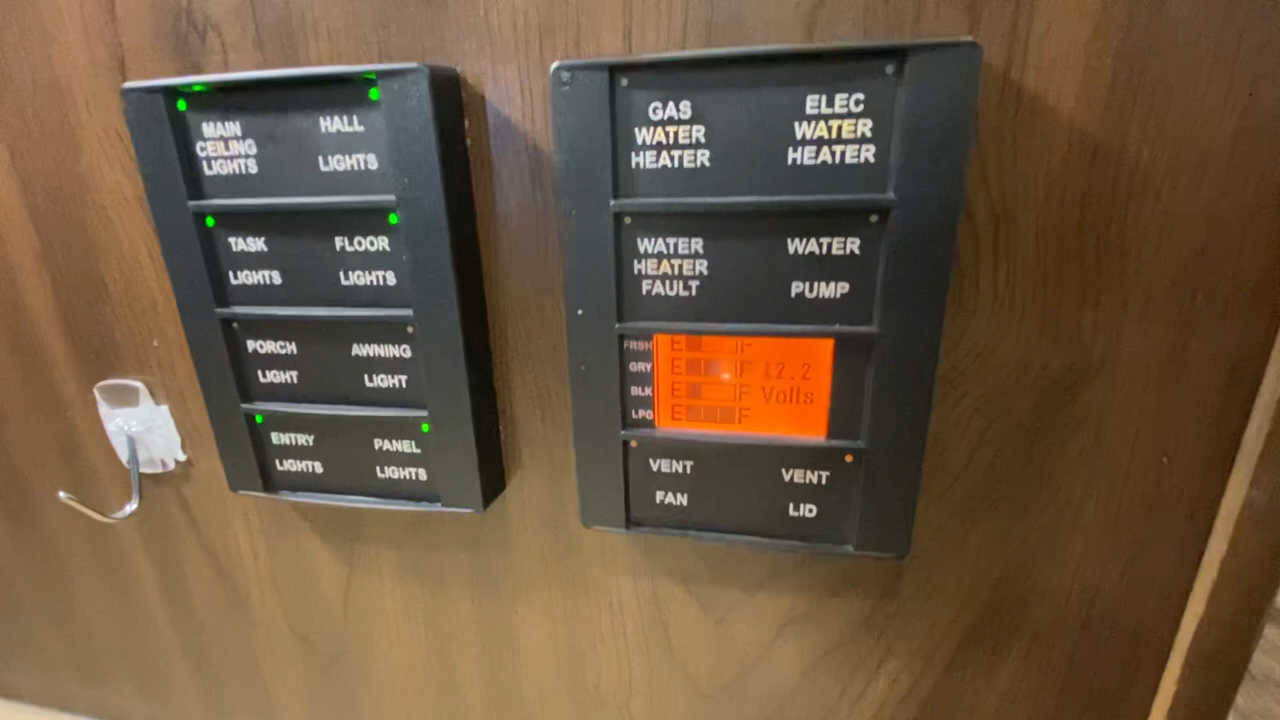 MAIN
CEILING
LIGHTS
HALL
LIGHTS
TASK
LIGHTS
FLOOR
LIGHTS
PORCH
LIGHT
AWNING
LIGHT
ENTRY
LIGHTS
PANEL
LIGHTS
GAS
WATER
HEATER
ELEC
WATER
HEATER
WATER
HEATER
FAULT
WATER
PUMP
FRSH E F
GRY E F 12.2
BLK E F Volts
LPG E F
VENT
FAN
VENT
LID